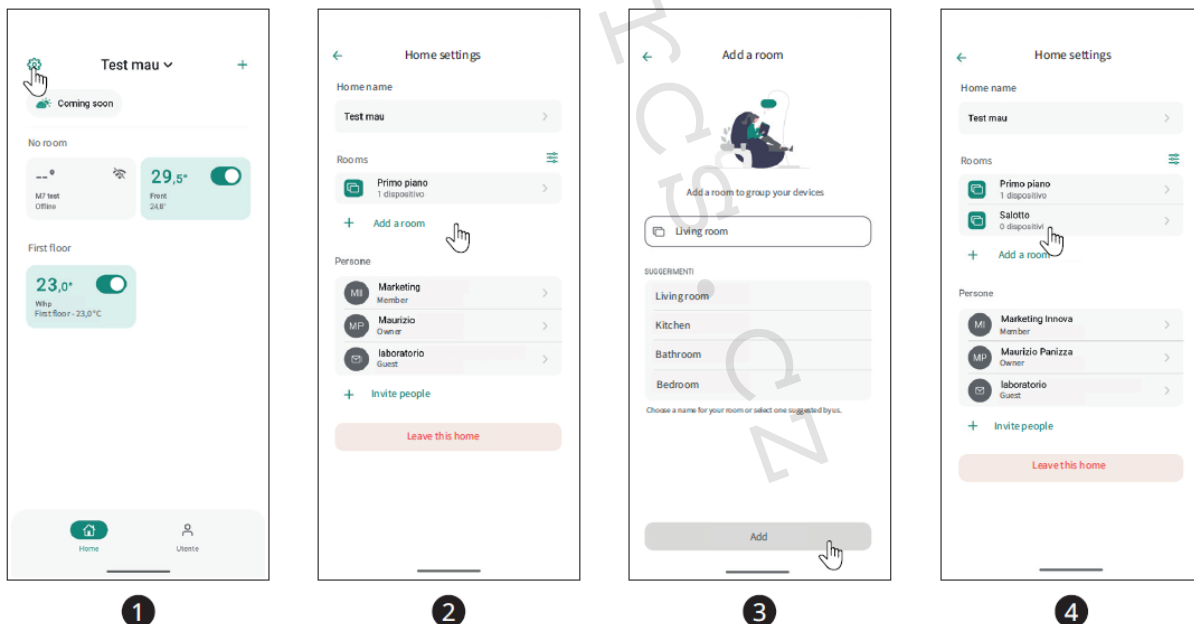 Test mau
Coming soon
No room
--°
M7 test
Offline
29,5°
Front
24,8°
First floor
23,0°
Whp
First floor - 23,0°C
Home
Utente
1
Home settings
Home name
Test mau
Rooms
Primo piano
1 dispositivo
+ Add a room
Persone
MI
Marketing
Member
MP
Maurizio
Owner
laboratorio
Guest
+ Invite people
Leave this home
2
Add a room
Add a room to group your devices
Living room
SUGGERIMENTI
Living room
Kitchen
Bathroom
Bedroom
Choose a name for your room or select one suggested by us.
Add
3
Home settings
Home name
Test mau
Rooms
Primo piano
1 dispositivo
Salotto
0 dispositivi
+ Add a room
Persone
MI
Marketing Innova
Member
MP
Maurizio Panizza
Owner
laboratorio
Guest
+ Invite people
Leave this home
4